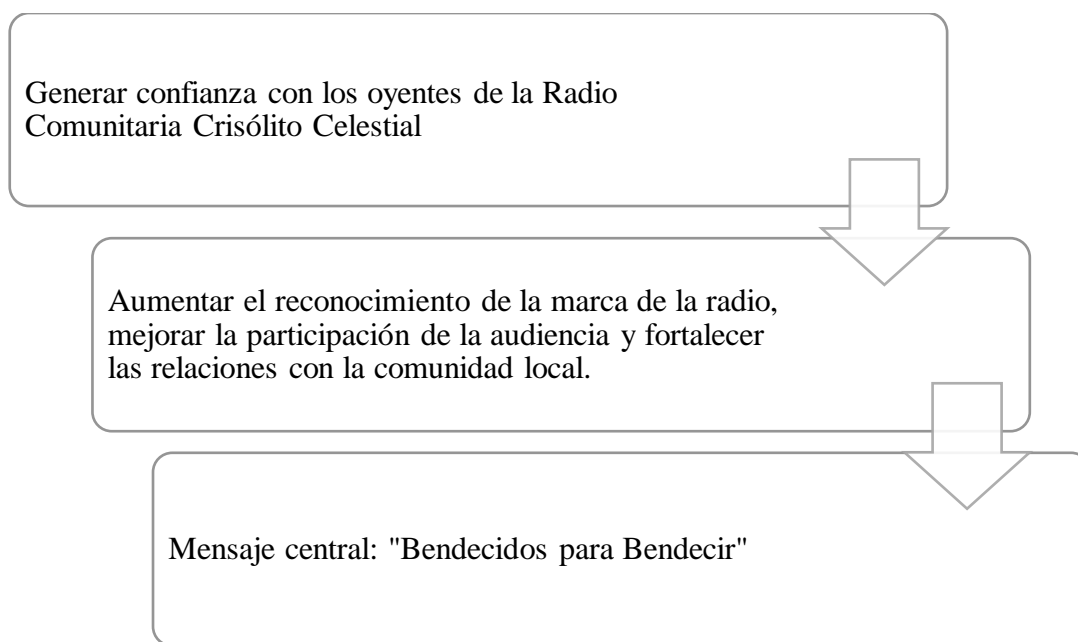 Generar confianza con los oyentes de la Radio
Comunitaria Crisólito Celestial
Aumentar el reconocimiento de la marca de la radio,
mejorar la participación de la audiencia y fortalecer
las relaciones con la comunidad local.
Mensaje central: "Bendecidos para Bendecir"